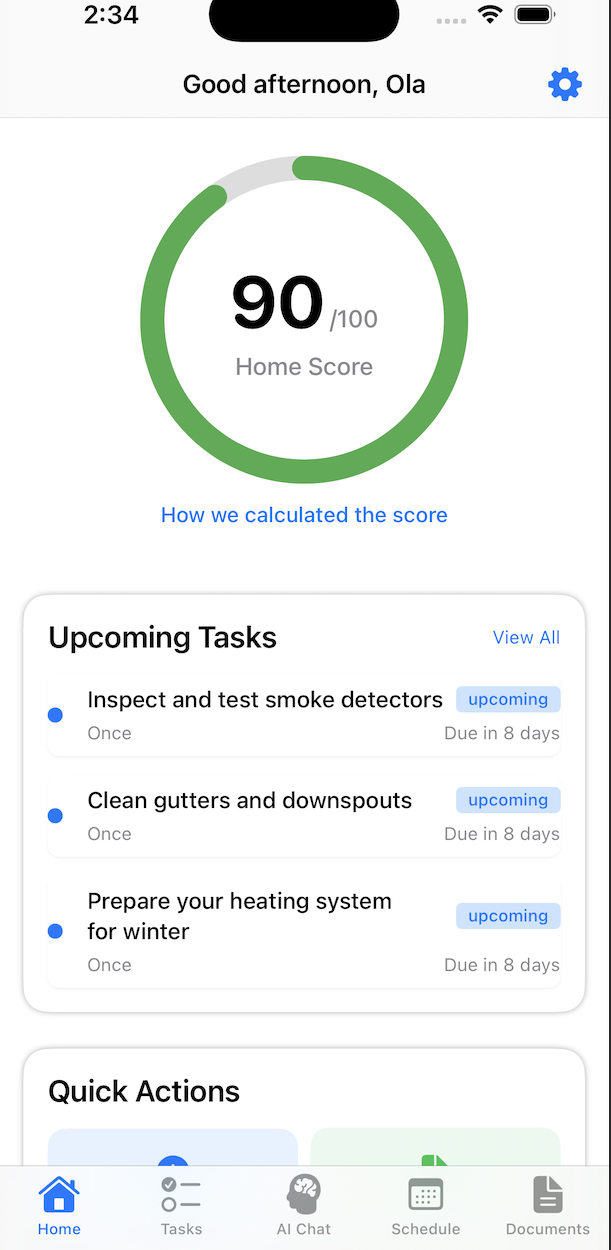 2:34
Good afternoon, Ola
90 /100
Home Score
How we calculated the score
Upcoming Tasks View All
Inspect and test smoke detectors upcoming
Once Due in 8 days
Clean gutters and downspouts upcoming
Once Due in 8 days
Prepare your heating system
for winter upcoming
Once Due in 8 days
Quick Actions
Home Tasks AI Chat Schedule Documents